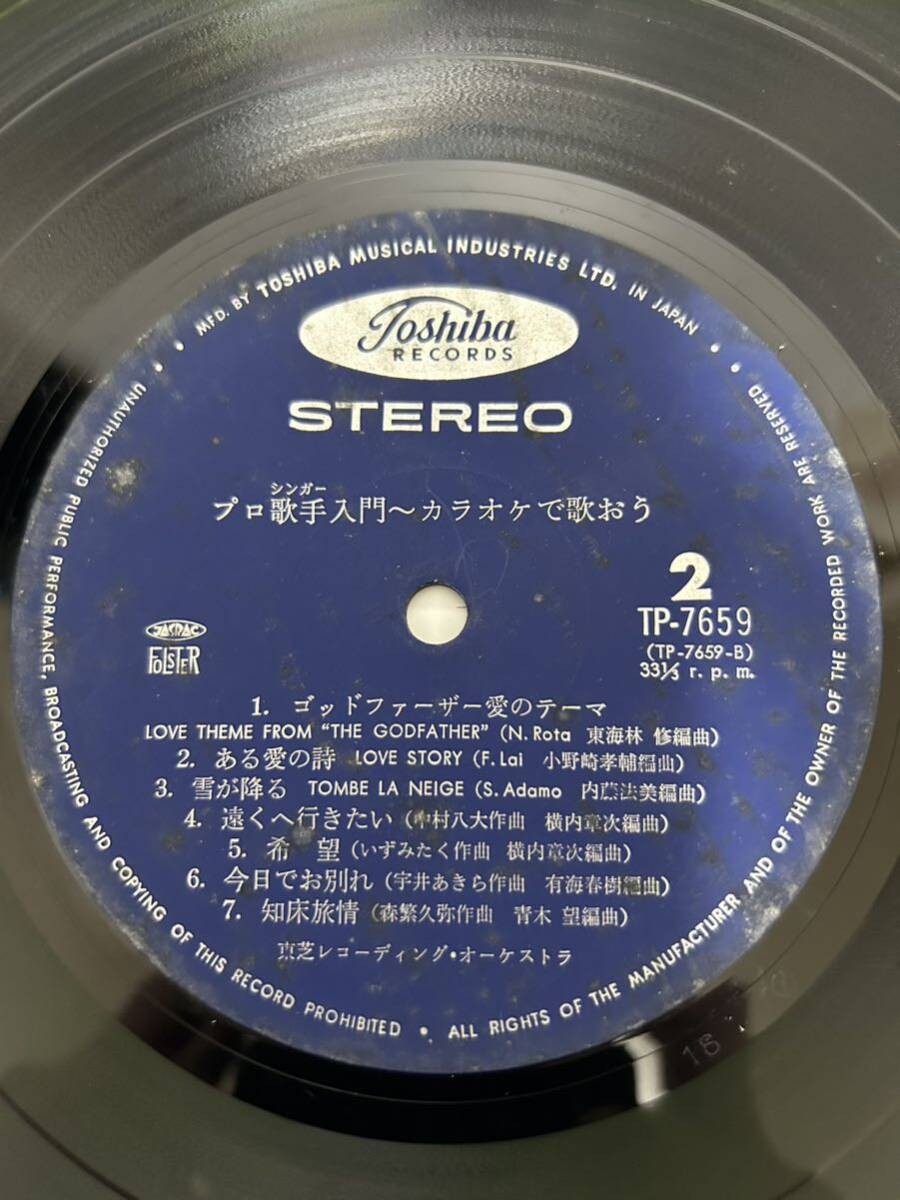 MFD. BY TOSHIBA MUSICAL INDUSTRIES LTD. IN JAPAN
Toshiba
RECORDS
STEREO
シンガー
プロ歌手入門〜カラオケで歌おう
2
TP-7659
(TP-7659-B)
33⅓ r. p. m.
JASRAC
FOLSTER
1. ゴッドファーザー愛のテーマ
LOVE THEME FROM "THE GODFATHER" (N. Rota 東海林 修編曲)
2. ある愛の詩 LOVE STORY (F. Lai 小野崎孝輔編曲)
3. 雪が降る TOMBE LA NEIGE (S. Adamo 内藤法美編曲)
4. 遠くへ行きたい (中村八大作曲 横内章次編曲)
5. 希 望 (いずみたく作曲 横内章次編曲)
6. 今日でお別れ (宇井あきら作曲 有海春樹編曲)
7. 知床旅情 (森繁久弥作曲 青木 望編曲)
東芝レコーディング・オーケストラ
UNAUTHORIZED PUBLIC PERFORMANCE, BROADCASTING AND COPYING OF THIS RECORD PROHIBITED • ALL RIGHTS OF THE MANUFACTURER AND OF THE OWNER OF THE RECORDED WORK ARE RESERVED